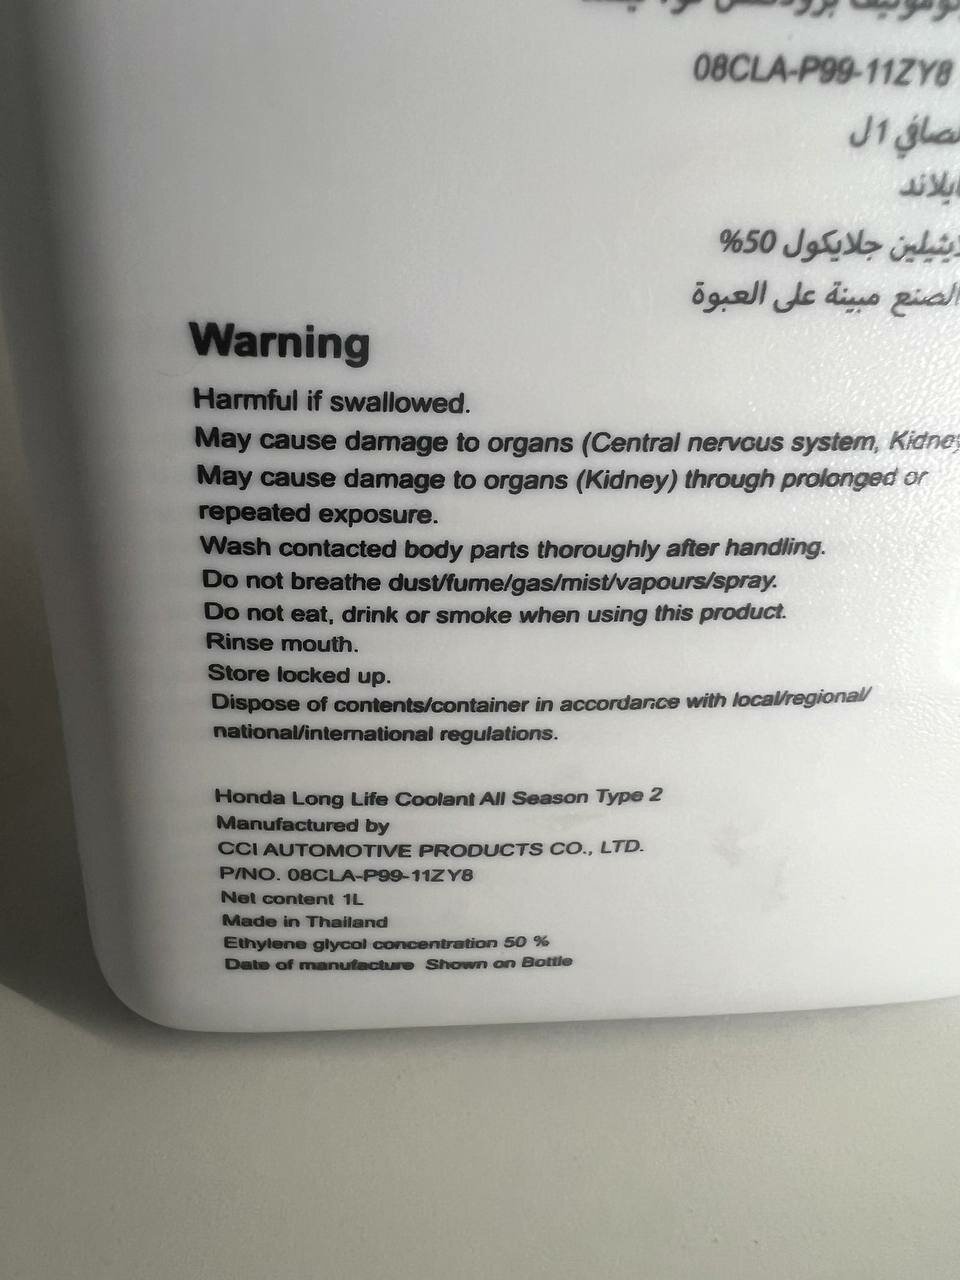 08CLA-P99-11ZY8
1ل
جلايكول 50%
الصنع مبينة على العبوة
Warning
Harmful if swallowed.
May cause damage to organs (Central nervous system, Kidney
May cause damage to organs (Kidney) through prolonged or
repeated exposure.
Wash contacted body parts thoroughly after handling.
Do not breathe dust/fume/gas/mist/vapours/spray.
Do not eat, drink or smoke when using this product.
Rinse mouth.
Store locked up.
Dispose of contents/container in accordance with local/regional/
national/international regulations.
Honda Long Life Coolant All Season Type 2
Manufactured by
CCI AUTOMOTIVE PRODUCTS CO., LTD.
P/NO. 08CLA-P99-11ZY8
Net content 1L
Made in Thailand
Ethylene glycol concentration 50 %
Date of manufacture Shown on Bottle